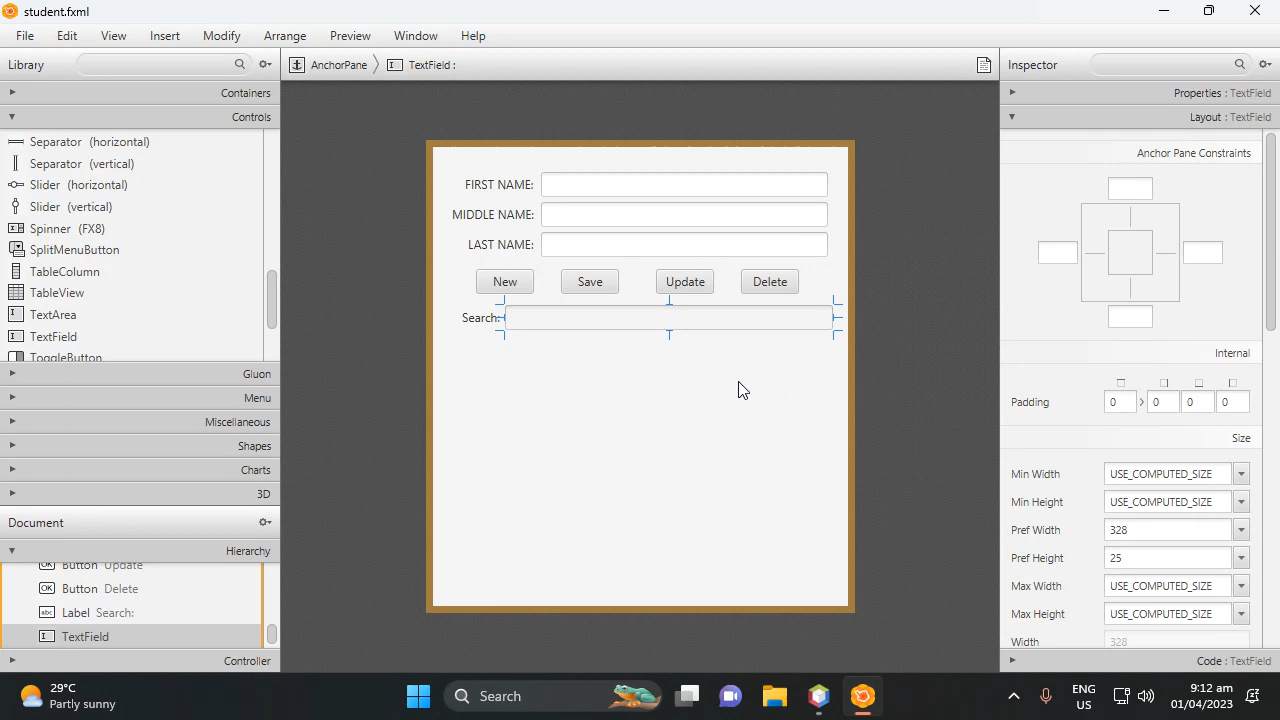 student.fxml
File Edit View Insert Modify Arrange Preview Window Help
Library
AnchorPane TextField :
Inspector
Containers
Properties : TextField
Controls
Layout : TextField
Separator (horizontal)
Separator (vertical)
Slider (horizontal)
Slider (vertical)
Spinner (FX8)
SplitMenuButton
TableColumn
TableView
TextArea
TextField
ToggleButton
Gluon
Menu
Miscellaneous
Shapes
Charts
3D
Document
Hierarchy
Button Update
Button Delete
Label Search:
TextField
Controller
FIRST NAME:
MIDDLE NAME:
LAST NAME:
New Save Update Delete
Search:
Anchor Pane Constraints
Internal
Padding 0 0 0 0
Size
Min Width USE_COMPUTED_SIZE
Min Height USE_COMPUTED_SIZE
Pref Width 328
Pref Height 25
Max Width USE_COMPUTED_SIZE
Max Height USE_COMPUTED_SIZE
Width 328
Code : TextField
29°C
Partly sunny
Search
ENG
US
9:12 am
01/04/2023